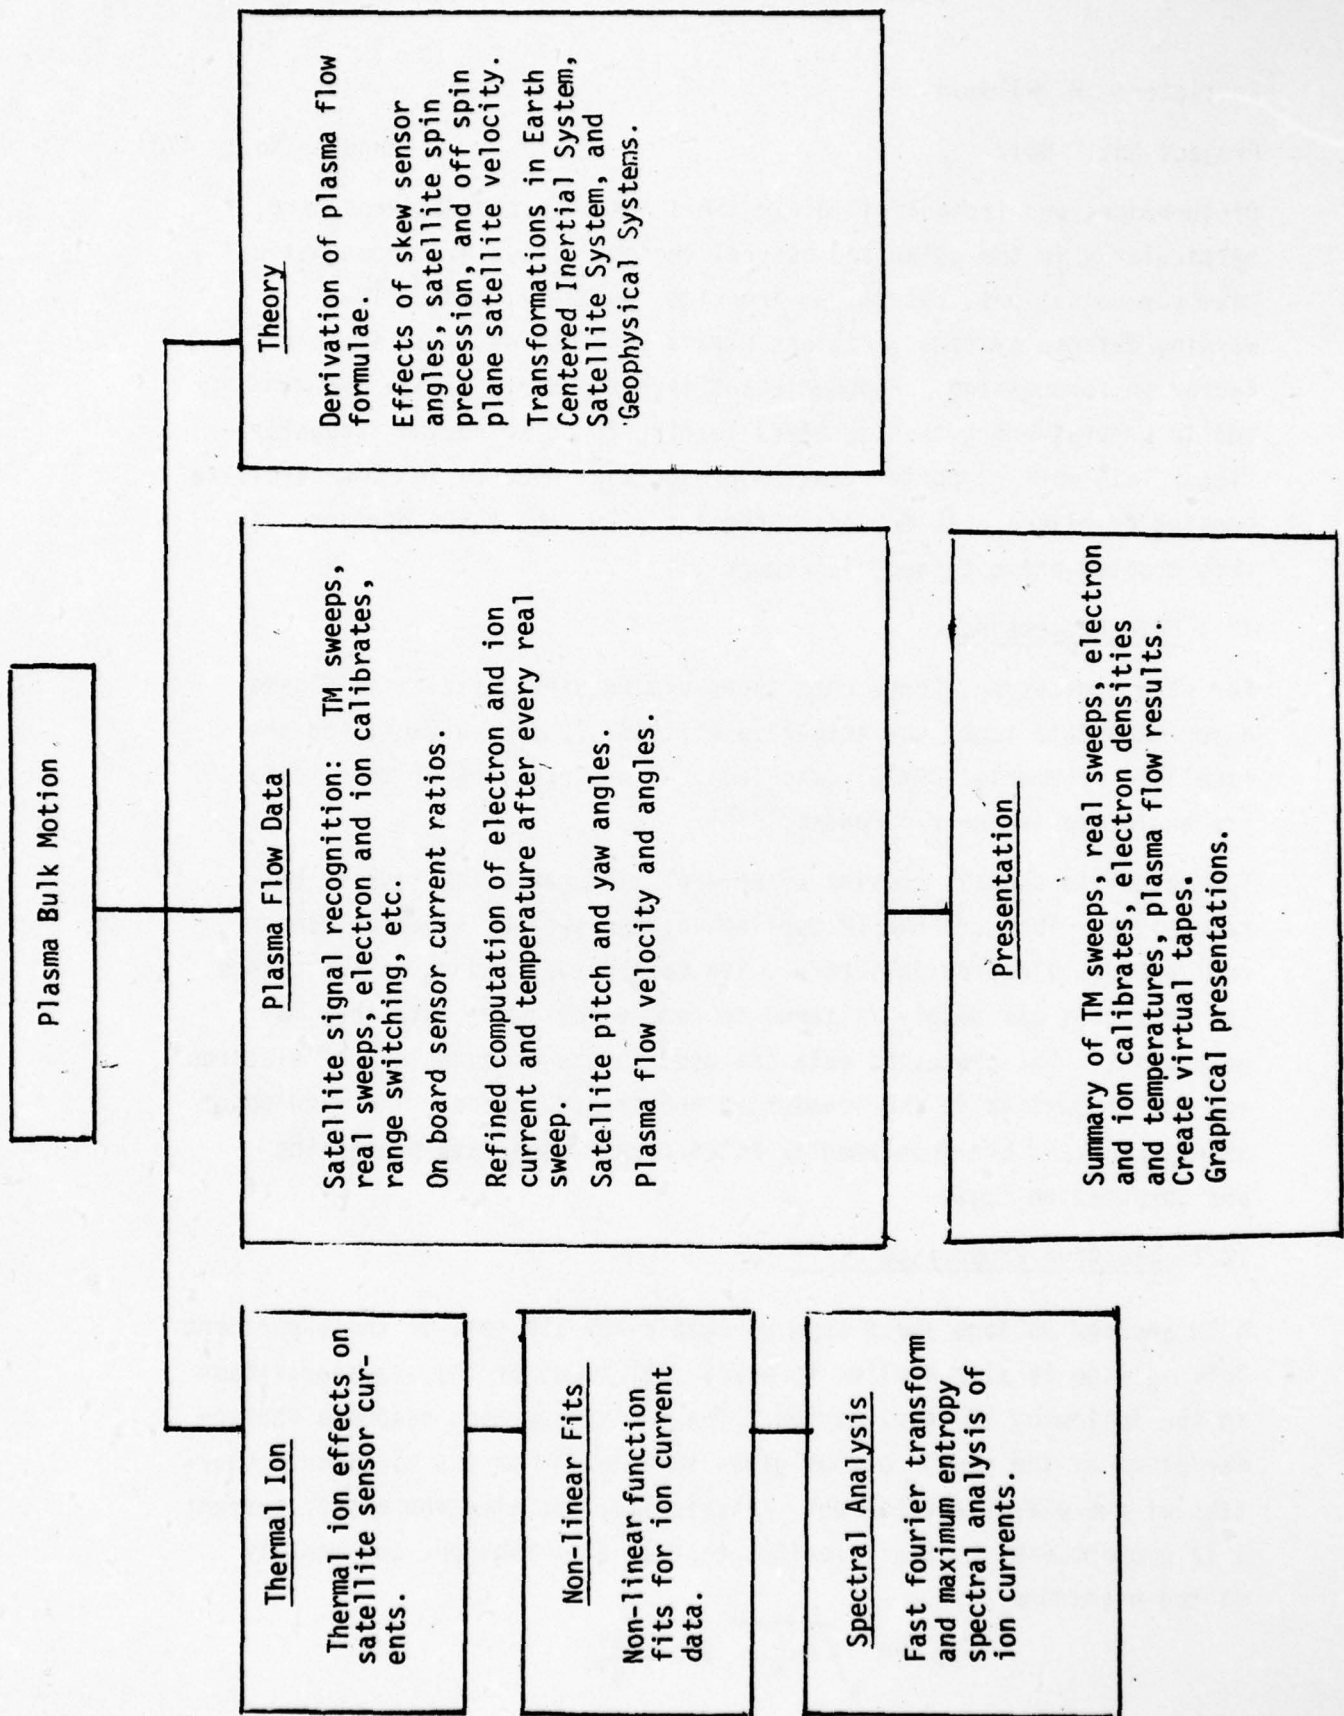 Plasma Bulk Motion
Thermal Ion
Thermal ion effects on
satellite sensor curr-
ents.
Non-linear Fits
Non-linear function
fits for ion current
data.
Spectral Analysis
Fast fourier transform
and maximum entropy
spectral analysis of
ion currents.
Plasma Flow Data
Satellite signal recognition: TM sweeps,
real sweeps, electron and ion calibrates,
range switching, etc.
On board sensor current ratios.
Refined computation of electron and ion
current and temperature after every real
sweep.
Satellite pitch and yaw angles.
Plasma flow velocity and angles.
Presentation
Summary of TM sweeps, real sweeps, electron
and ion calibrates, electron densities
and temperatures, plasma flow results.
Create virtual tapes.
Graphical presentations.
Theory
Derivation of plasma flow
formulae.
Effects of skew sensor
angles, satellite spin
precession, and off spin
plane satellite velocity.
Transformations in Earth
Centered Inertial System,
Satellite System, and
Geophysical Systems.